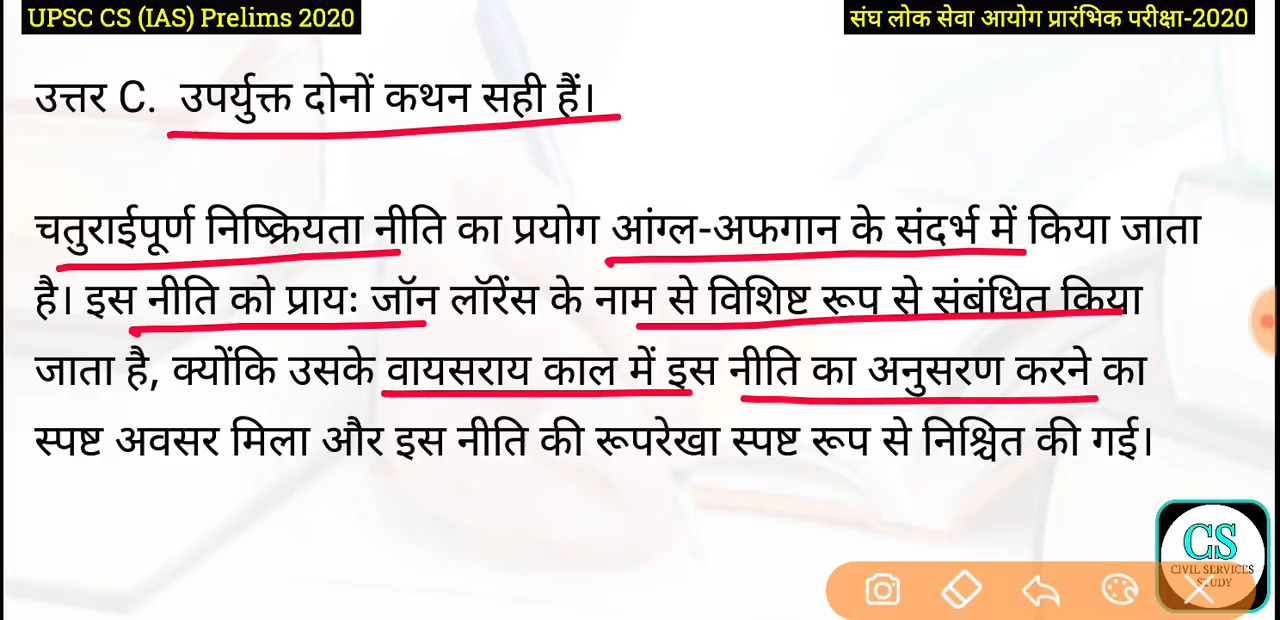 UPSC CS (IAS) Prelims 2020
संघ लोक सेवा आयोग प्रारंभिक परीक्षा-2020
उत्तर C. उपर्युक्त दोनों कथन सही हैं।
चतुराईपूर्ण निष्क्रियता नीति का प्रयोग आंग्ल-अफगान के संदर्भ में किया जाता
है। इस नीति को प्रायः जॉन लॉरेंस के नाम से विशिष्ट रूप से संबंधित किया
जाता है, क्योंकि उसके वायसराय काल में इस नीति का अनुसरण करने का
स्पष्ट अवसर मिला और इस नीति की रूपरेखा स्पष्ट रूप से निश्चित की गई।
CS
CIVIL SERVICES
STUDY